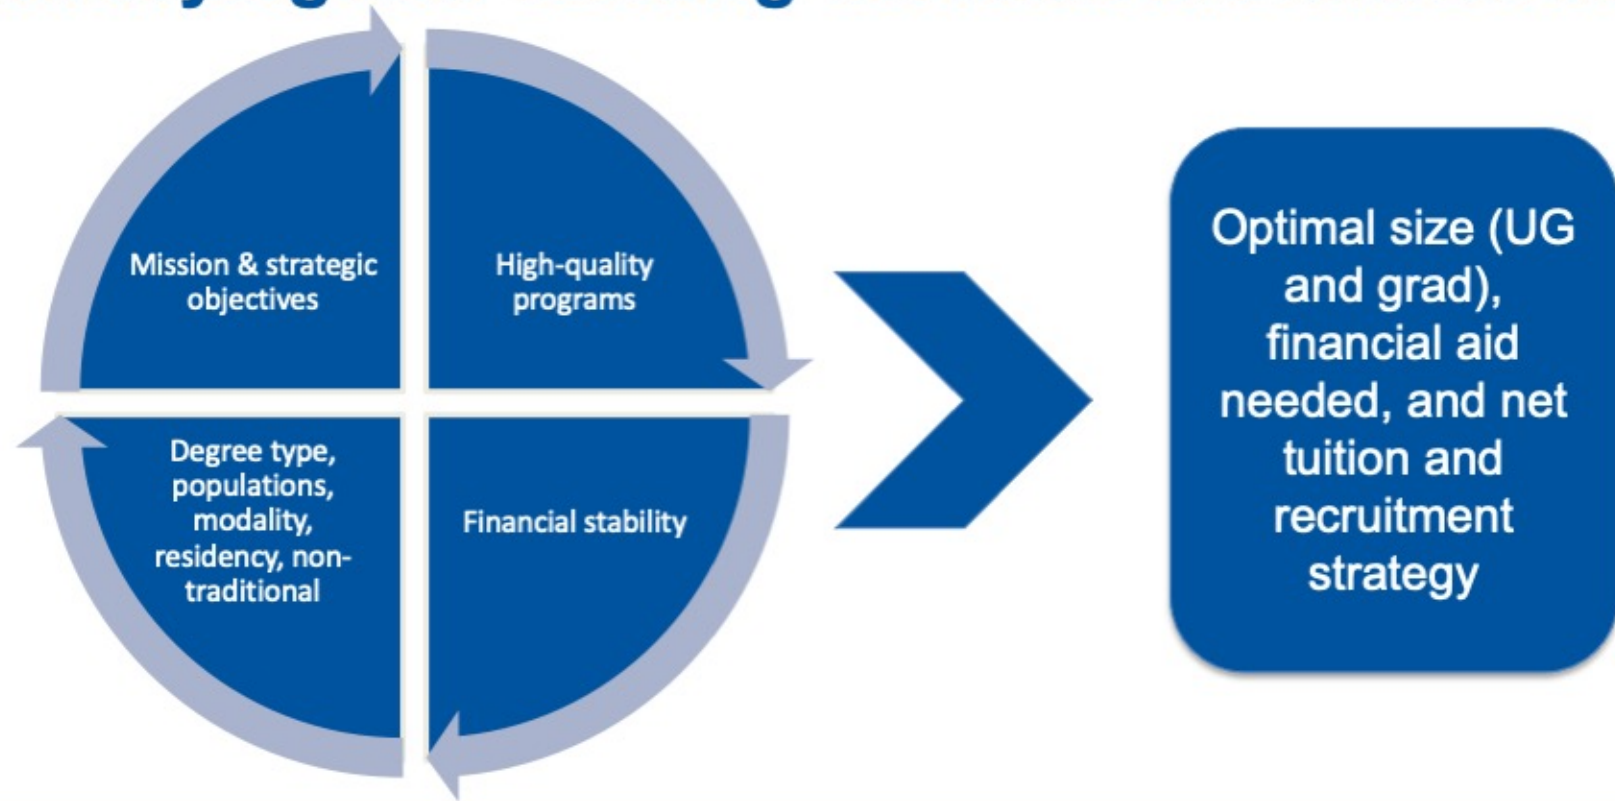 Mission & strategic
objectives
High-quality
programs
Degree type,
populations,
modality,
residency, non-
traditional
Financial stability
Optimal size (UG
and grad),
financial aid
needed, and net
tuition and
recruitment
strategy